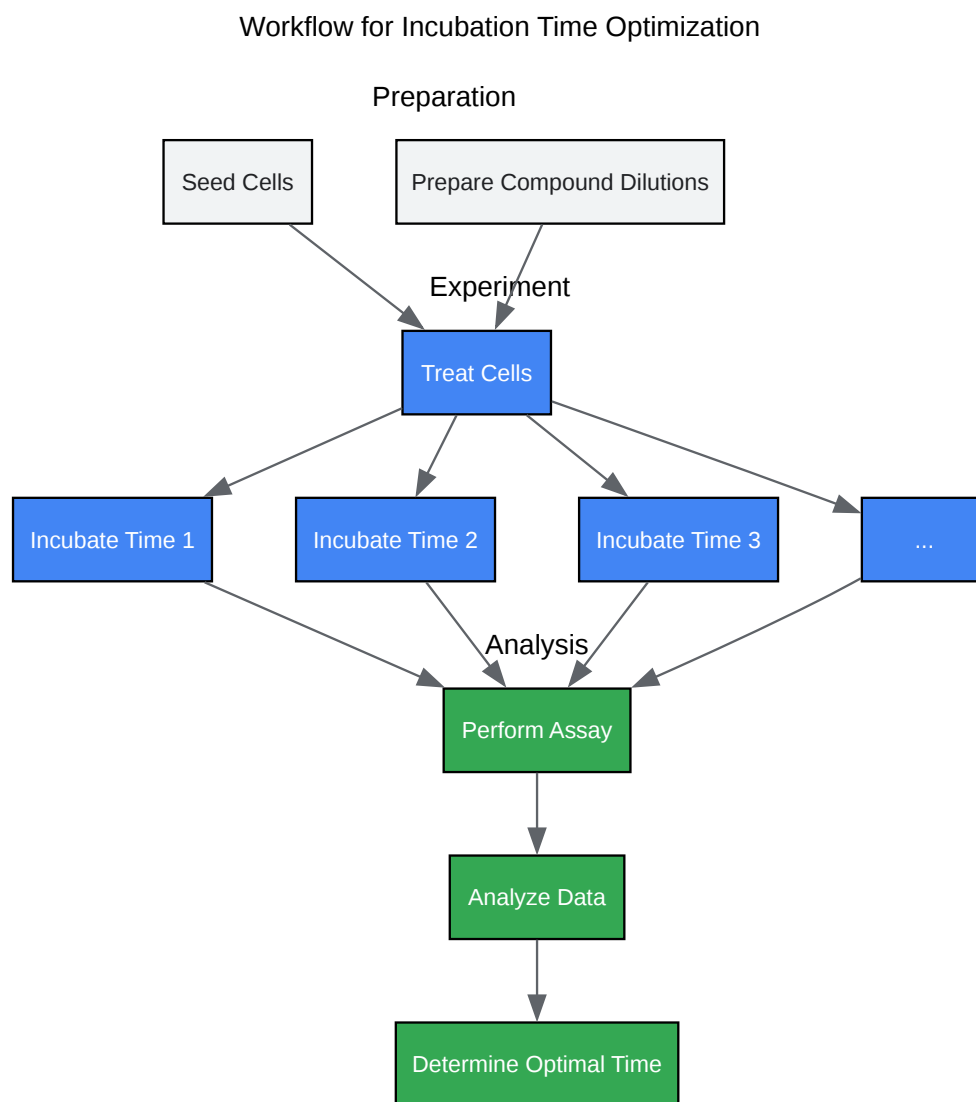 Workflow for Incubation Time Optimization
Preparation
Seed Cells
Prepare Compound Dilutions
Experiment
Treat Cells
Incubate Time 1
Incubate Time 2
Incubate Time 3
...
Analysis
Perform Assay
Analyze Data
Determine Optimal Time